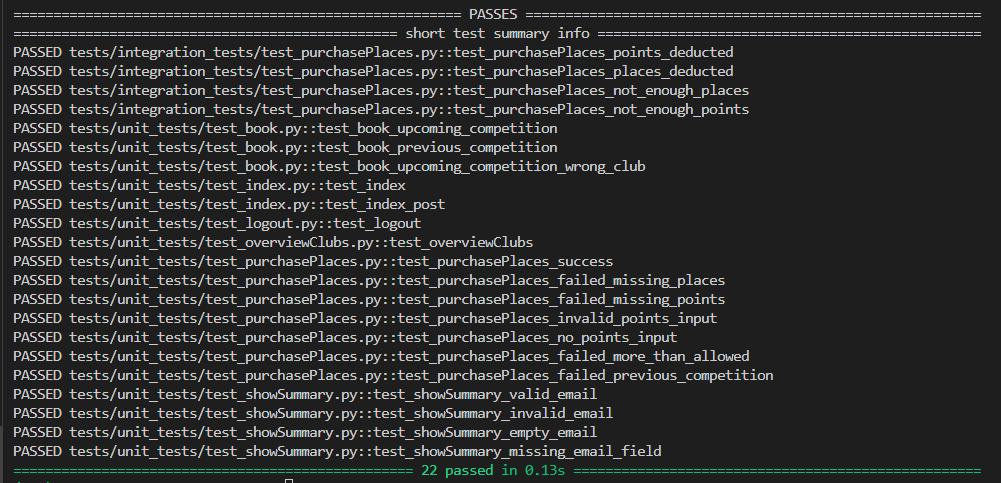 ========================================================= PASSES =========================================================
================================================ short test summary info =================================================
PASSED tests/integration_tests/test_purchasePlaces.py::test_purchasePlaces_points_deducted
PASSED tests/integration_tests/test_purchasePlaces.py::test_purchasePlaces_places_deducted
PASSED tests/integration_tests/test_purchasePlaces.py::test_purchasePlaces_not_enough_places
PASSED tests/integration_tests/test_purchasePlaces.py::test_purchasePlaces_not_enough_points
PASSED tests/unit_tests/test_book.py::test_book_upcoming_competition
PASSED tests/unit_tests/test_book.py::test_book_previous_competition
PASSED tests/unit_tests/test_book.py::test_book_upcoming_competition_wrong_club
PASSED tests/unit_tests/test_index.py::test_index
PASSED tests/unit_tests/test_index.py::test_index_post
PASSED tests/unit_tests/test_logout.py::test_logout
PASSED tests/unit_tests/test_overviewClubs.py::test_overviewClubs
PASSED tests/unit_tests/test_purchasePlaces.py::test_purchasePlaces_success
PASSED tests/unit_tests/test_purchasePlaces.py::test_purchasePlaces_failed_missing_places
PASSED tests/unit_tests/test_purchasePlaces.py::test_purchasePlaces_failed_missing_points
PASSED tests/unit_tests/test_purchasePlaces.py::test_purchasePlaces_invalid_points_input
PASSED tests/unit_tests/test_purchasePlaces.py::test_purchasePlaces_no_points_input
PASSED tests/unit_tests/test_purchasePlaces.py::test_purchasePlaces_failed_more_than_allowed
PASSED tests/unit_tests/test_purchasePlaces.py::test_purchasePlaces_failed_previous_competition
PASSED tests/unit_tests/test_showSummary.py::test_showSummary_valid_email
PASSED tests/unit_tests/test_showSummary.py::test_showSummary_invalid_email
PASSED tests/unit_tests/test_showSummary.py::test_showSummary_empty_email
PASSED tests/unit_tests/test_showSummary.py::test_showSummary_missing_email_field
================================================== 22 passed in 0.13s ===================================================